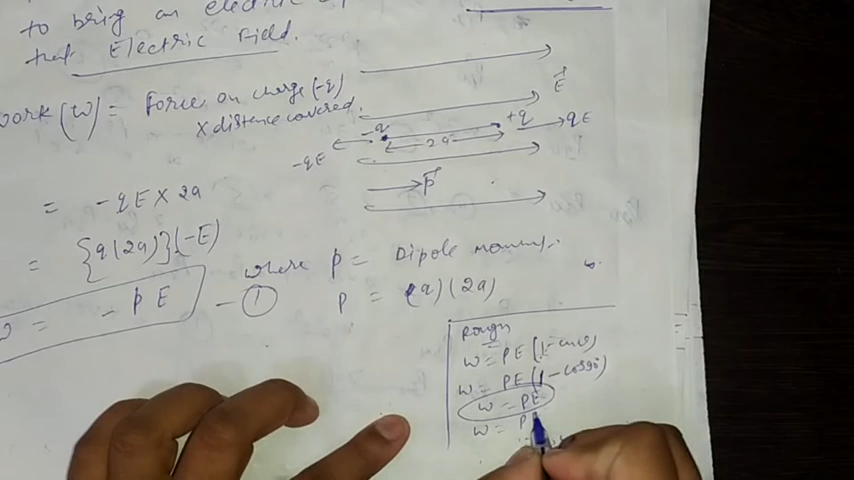 to bring an electric
that Electric Field.
work (W) = Force on charge (-q)
x distance covered.
E
-q +q qE
-qE 2a
P
= -qE x 2a
= {q(2a)}(-E)
= - PE - ①
where p = Dipole moment.
p = (q)(2a)
Rough
W = PE (1 - cosθ)
W = PE (1 - cos90)
W = PE
W = P